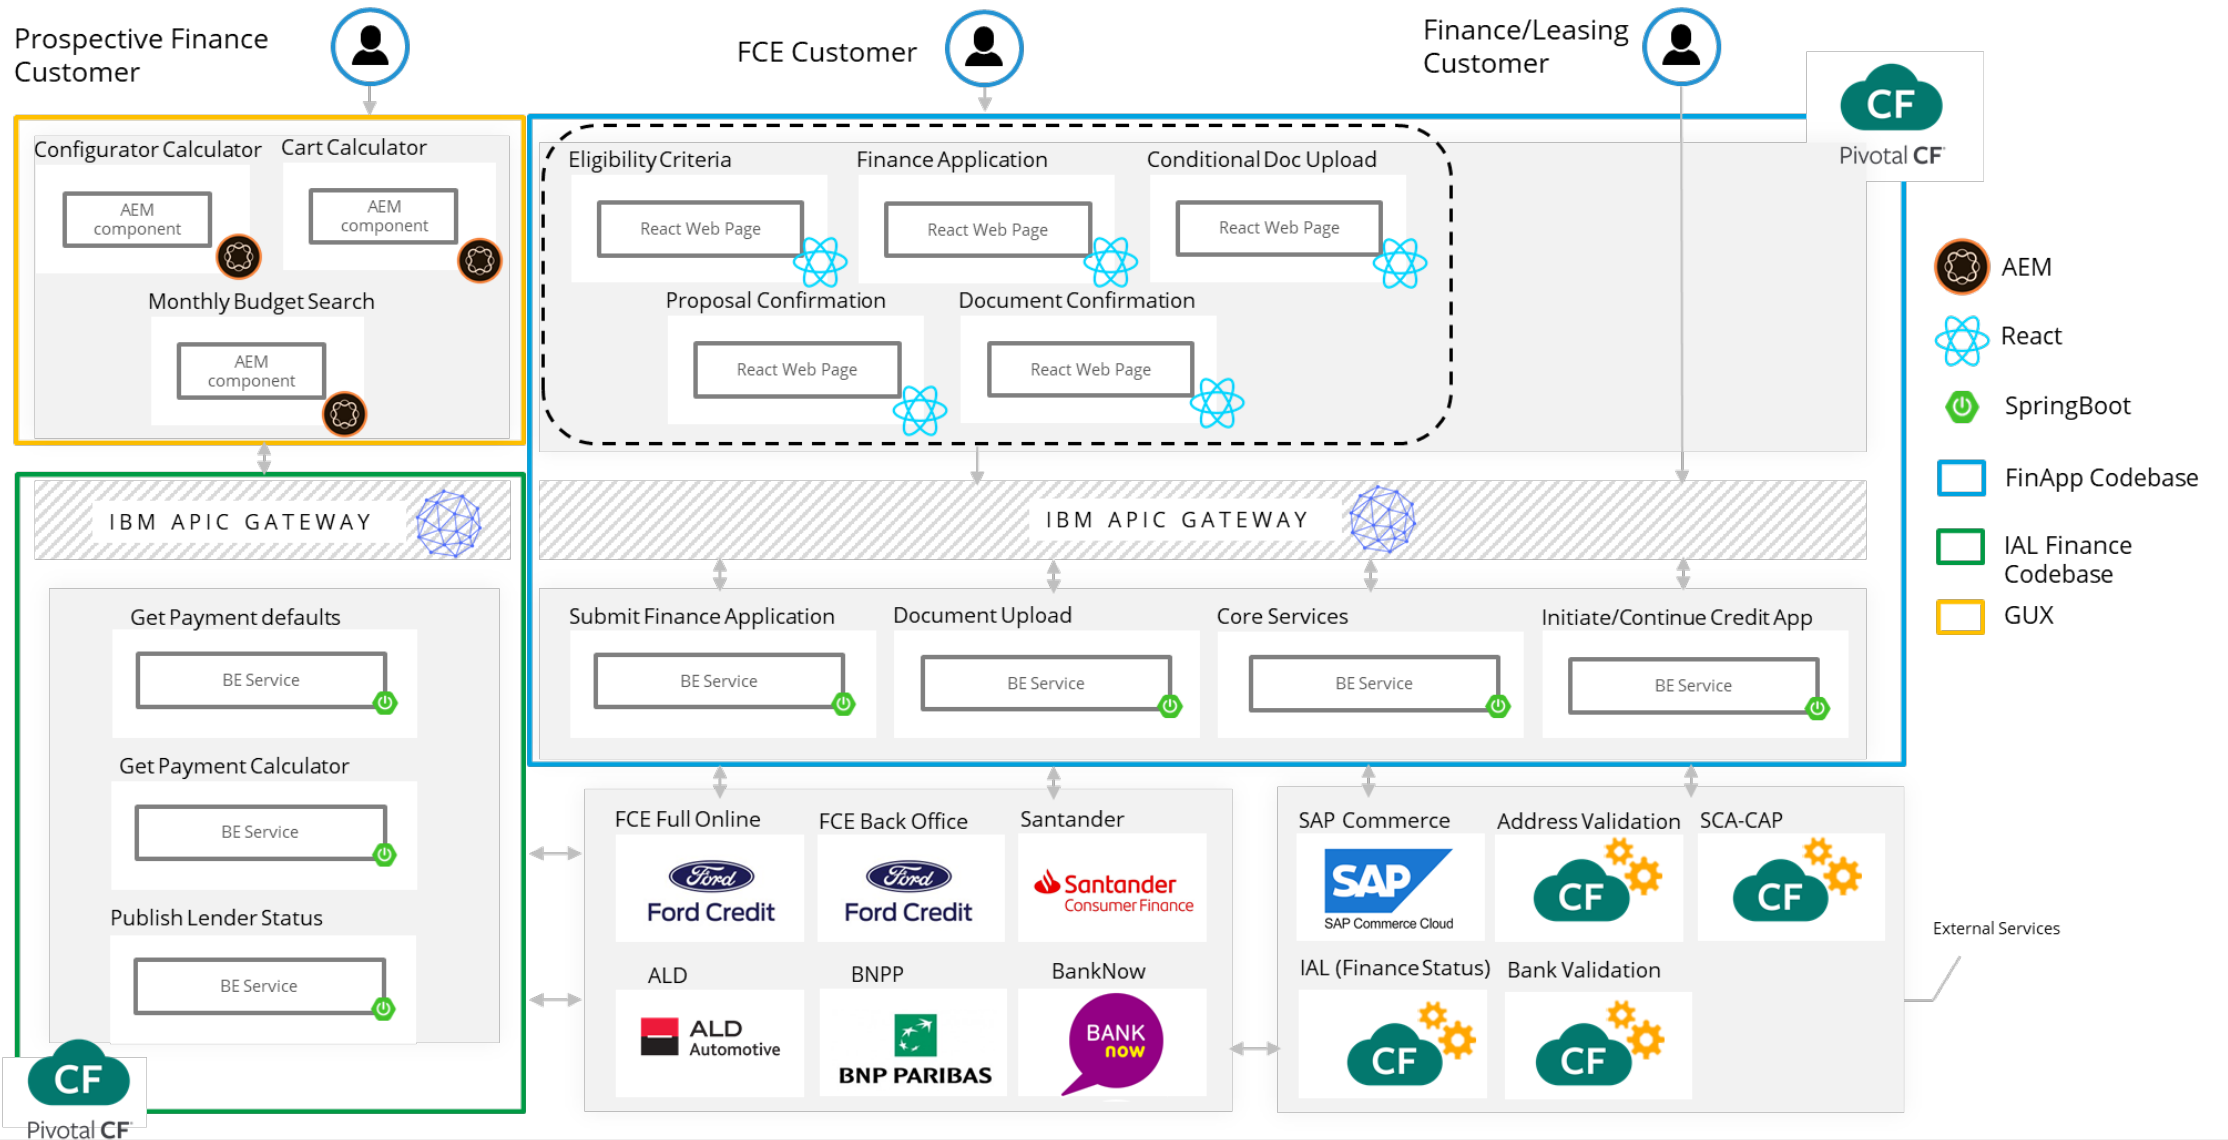 Prospective Finance
Customer
FCE Customer
Finance/Leasing
Customer
CF
Pivotal CF
Configurator Calculator
AEM
component
Cart Calculator
AEM
component
Monthly Budget Search
AEM
component
Eligibility Criteria
React Web Page
Finance Application
React Web Page
Conditional Doc Upload
React Web Page
Proposal Confirmation
React Web Page
Document Confirmation
React Web Page
AEM
React
SpringBoot
FinApp Codebase
IAL Finance
Codebase
GUX
IBM APIC GATEWAY
IBM APIC GATEWAY
Get Payment defaults
BE Service
Get Payment Calculator
BE Service
Publish Lender Status
BE Service
CF
Pivotal CF
Submit Finance Application
BE Service
Document Upload
BE Service
Core Services
BE Service
Initiate/Continue Credit App
BE Service
FCE Full Online
Ford
Ford Credit
FCE Back Office
Ford
Ford Credit
Santander
Santander
Consumer Finance
ALD
ALD
Automotive
BNPP
BNP PARIBAS
BankNow
BANK
now
SAP Commerce
SAP
SAP Commerce Cloud
Address Validation
CF
SCA-CAP
CF
IAL (Finance Status)
CF
Bank Validation
CF
External Services